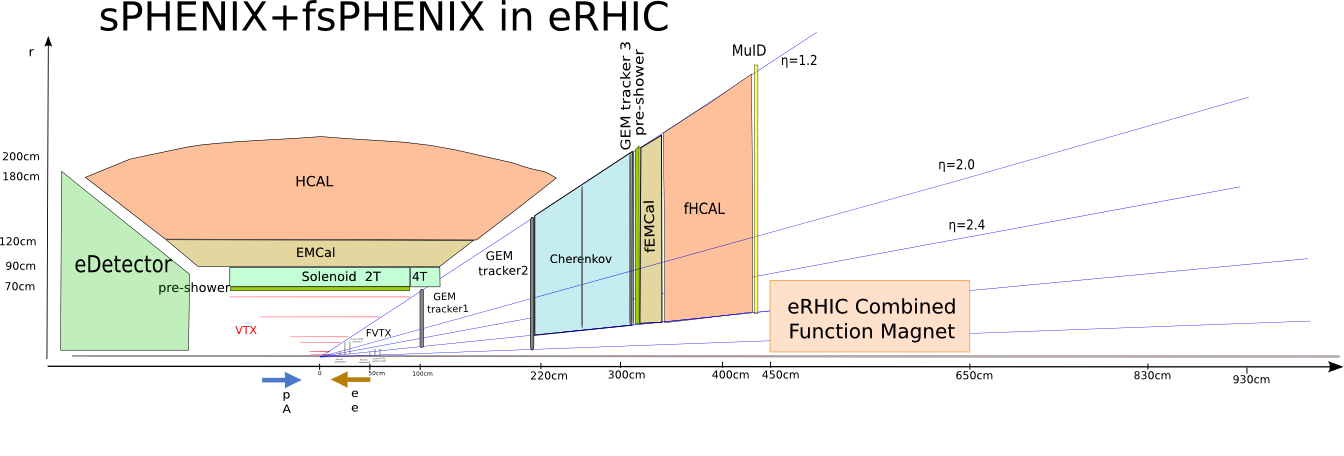 sPHENIX+fsPHENIX in eRHIC
r
200cm
180cm
120cm
90cm
70cm
HCAL
EMCal
eDetector
Solenoid 2T
4T
pre-shower
VTX
FVTX
GEM
tracker1
GEM
tracker2
Cherenkov
GEM tracker 3
pre-shower
fEMCal
fHCAL
MuID
η=1.2
η=2.0
η=2.4
eRHIC Combined
Function Magnet
0
50cm
100cm
220cm
300cm
400cm
450cm
650cm
830cm
930cm
p
A
e
e